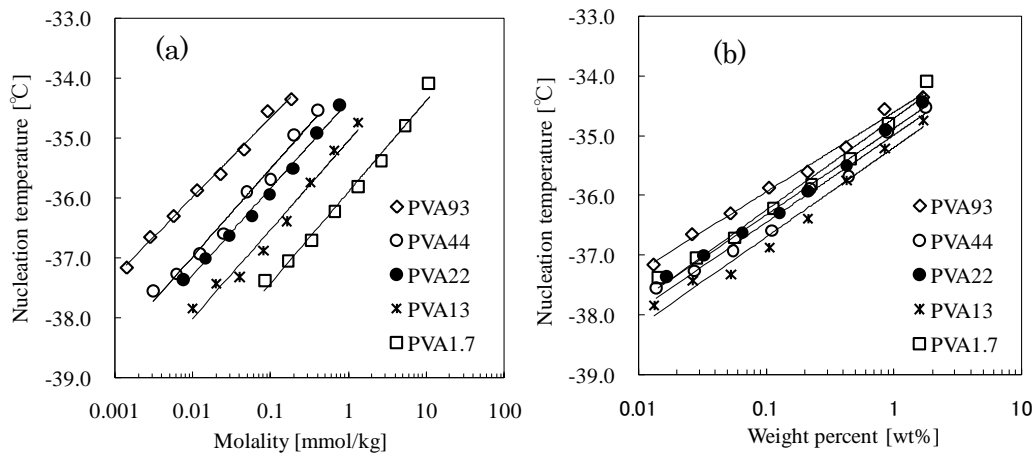 (a)
-33.0
-34.0
-35.0
-36.0
-37.0
-38.0
-39.0
Nucleation temperature [℃]
0.001 0.01 0.1 1 10 100
Molality [mmol/kg]
PVA93
PVA44
PVA22
PVA13
PVA1.7
(b)
-33.0
-34.0
-35.0
-36.0
-37.0
-38.0
-39.0
Nucleation temperature [℃]
0.01 0.1 1 10
Weight percent [wt%]
PVA93
PVA44
PVA22
PVA13
PVA1.7